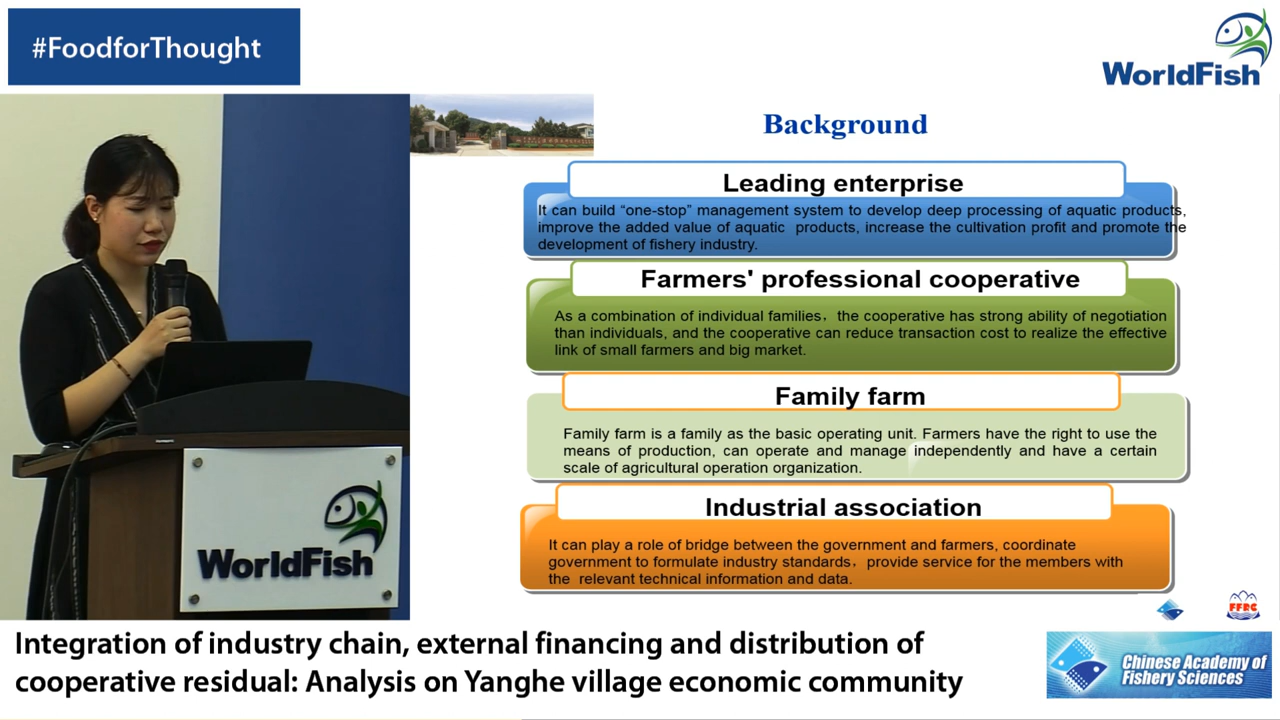 #FoodforThought
WorldFish
Background
Leading enterprise
It can build “one-stop” management system to develop deep processing of aquatic products,
improve the added value of aquatic products, increase the cultivation profit and promote the
development of fishery industry.
Farmers' professional cooperative
As a combination of individual families，the cooperative has strong ability of negotiation
than individuals, and the cooperative can reduce transaction cost to realize the effective
link of small farmers and big market.
Family farm
Family farm is a family as the basic operating unit. Farmers have the right to use the
means of production, can operate and manage independently and have a certain
scale of agricultural operation organization.
Industrial association
It can play a role of bridge between the government and farmers, coordinate
government to formulate industry standards，provide service for the members with
the relevant technical information and data.
WorldFish
FFRC
Integration of industry chain, external financing and distribution of
cooperative residual: Analysis on Yanghe village economic community
Chinese Academy of
Fishery Sciences